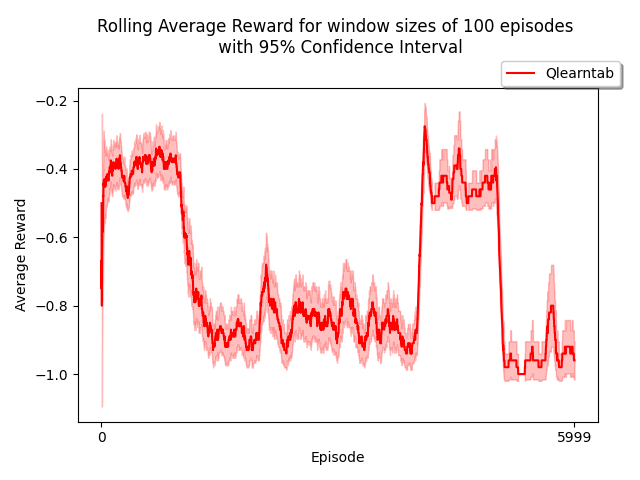 Rolling Average Reward for window sizes of 100 episodes
with 95% Confidence Interval
Qlearntab
−0.2
−0.4
−0.6
−0.8
−1.0
Average Reward
0
5999
Episode